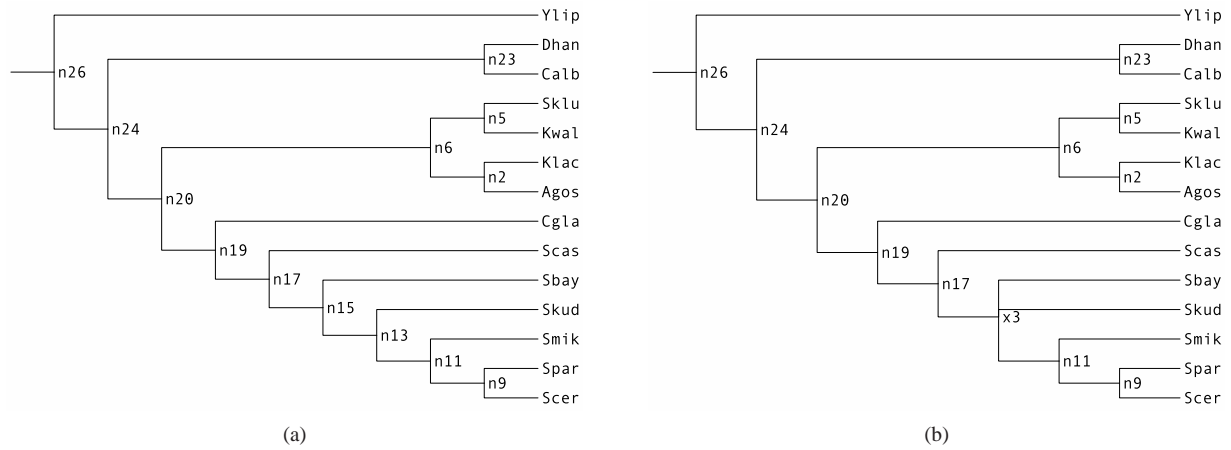 Ylip
Dhan
n23
Calb
n26
Sklu
n5
Kwal
n24
n6
Klac
n2
Agos
n20
Cgla
n19
Scas
n17
Sbay
n15
Skud
n13
Smik
n11
Spar
n9
Scer
(a)
Ylip
Dhan
n23
Calb
n26
Sklu
n5
Kwal
n24
n6
Klac
n2
Agos
n20
Cgla
n19
Scas
n17
Sbay
Skud
x3
Smik
n11
Spar
n9
Scer
(b)